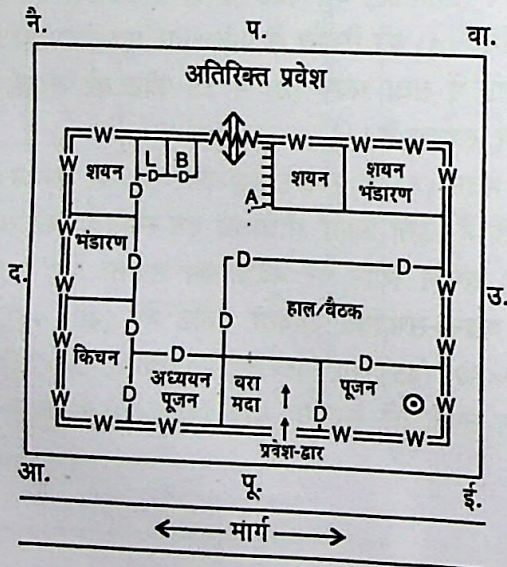 नै. प. वा.
अतिरिक्त प्रवेश
W W W W
W शयन L B शयन शयन भंडारण W
D D
W D A W
भंडारण
W D D D W
द. उ.
W D हाल/वैठक W
W किचन D D D W
W D अध्ययन पूजन वरा मदा D पूजन W
W W W W
प्रवेश-द्वार
आ. पू. ई.
मार्ग